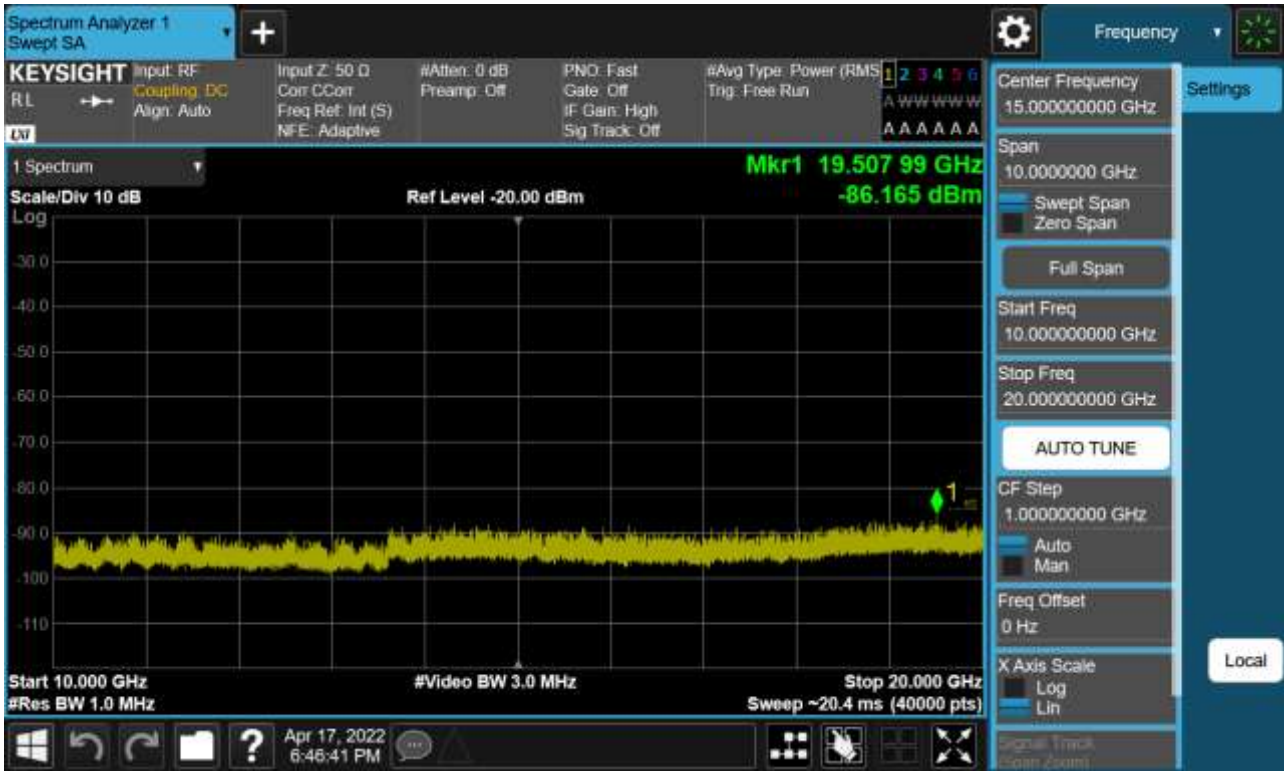 Spectrum Analyzer 1
Swept SA
Frequency
KEYSIGHT
RL
Input: RF
Coupling: DC
Align: Auto
Input Z: 50 Ω
Corr CCorr
Freq Ref: Int (S)
NFE: Adaptive
#Atten: 0 dB
Preamp: Off
PNO: Fast
Gate: Off
IF Gain: High
Sig Track: Off
#Avg Type: Power (RMS
Trig: Free Run
1 2 3 4 5 6
A W W W W W
A A A A A A
LXI
1 Spectrum
Mkr1 19.507 99 GHz
Scale/Div 10 dB
Ref Level -20.00 dBm
-86.165 dBm
Log
-30.0
-40.0
-50.0
-60.0
-70.0
-80.0
1
-90.0
-100
-110
Start 10.000 GHz
#Video BW 3.0 MHz
Stop 20.000 GHz
#Res BW 1.0 MHz
Sweep ~20.4 ms (40000 pts)
Apr 17, 2022
6:46:41 PM
Center Frequency
15.000000000 GHz
Settings
Span
10.0000000 GHz
Swept Span
Zero Span
Full Span
Start Freq
10.000000000 GHz
Stop Freq
20.000000000 GHz
AUTO TUNE
CF Step
1.000000000 GHz
Auto
Man
Freq Offset
0 Hz
X Axis Scale
Log
Lin
Local
Signal Track
(Span Zoom)